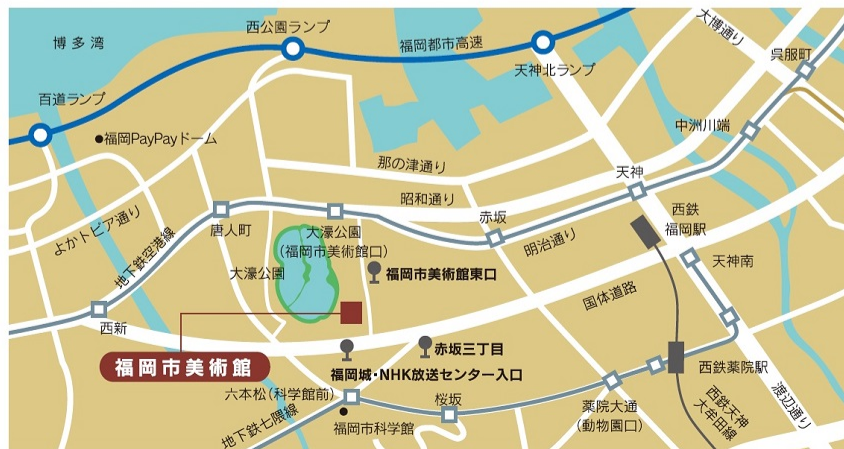 博多湾
西公園ランプ
福岡都市高速
大博通り
呉服町
天神北ランプ
百道ランプ
●福岡PayPayドーム
中洲川端
那の津通り
天神
昭和通り
よかトピア通り
地下鉄空港線
唐人町
大濠公園
(福岡市美術館口)
赤坂
明治通り
西鉄
福岡駅
天神南
大濠公園
福岡市美術館東口
国体道路
西新
福岡市美術館
赤坂三丁目
福岡城・NHK放送センター入口
西鉄薬院駅
六本松(科学館前)
桜坂
薬院大通
(動物園口)
西鉄天神
大牟田線
渡辺通り
地下鉄七隈線
福岡市科学館